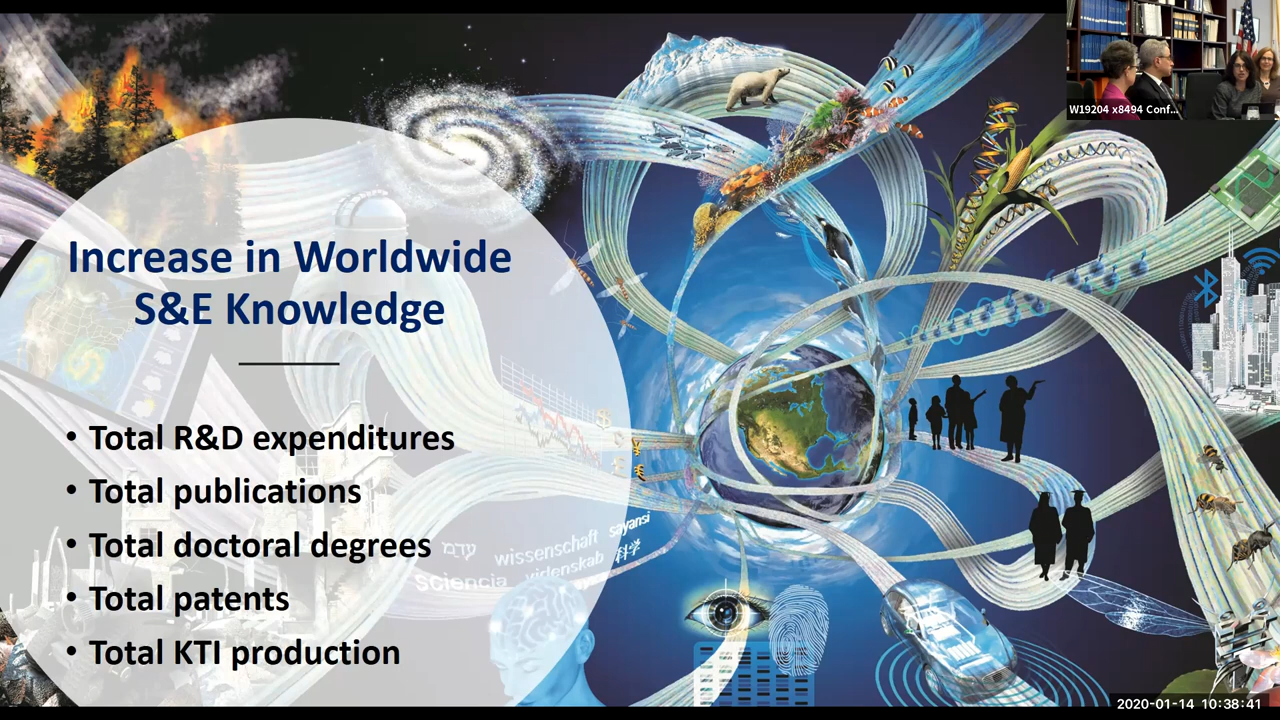 W19204 x8494 Conf...
Increase in Worldwide
S&E Knowledge
• Total R&D expenditures
• Total publications
• Total doctoral degrees
• Total patents
• Total KTI production
wissenschaft sayansi
Sciencia videnskab 科学
2020-01-14 10:38:41